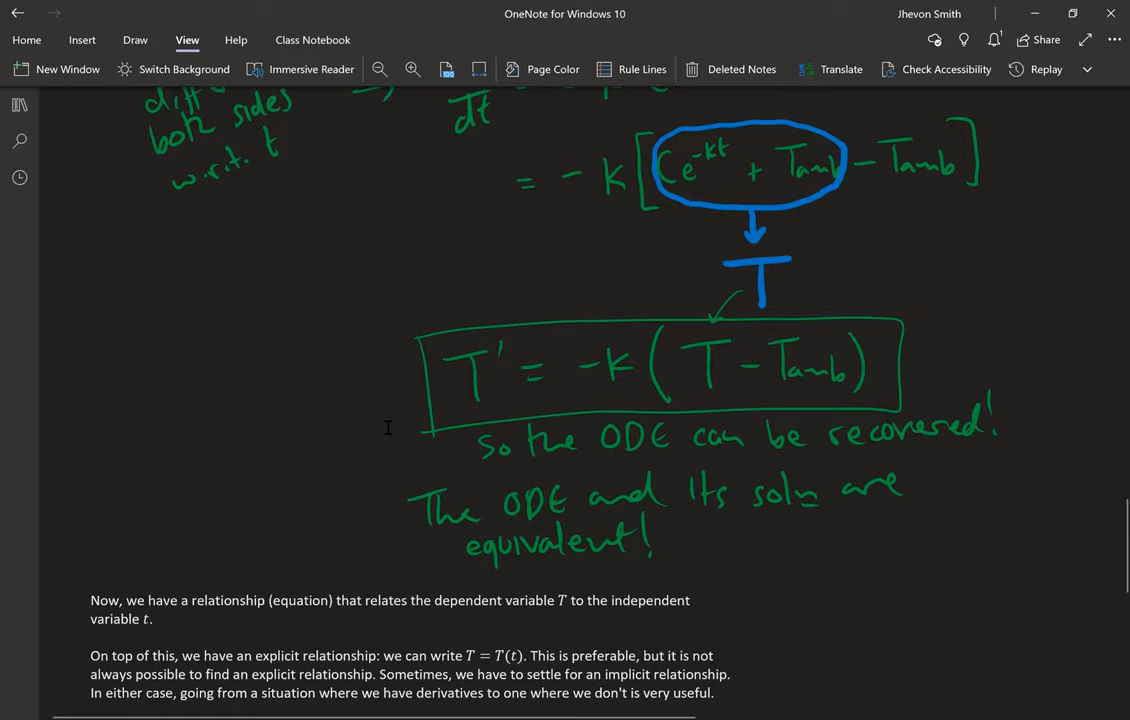 OneNote for Windows 10
Jhevon Smith
Home Insert Draw View Help Class Notebook
1 Share
New Window Switch Background Immersive Reader 100 Page Color Rule Lines Deleted Notes Translate Check Accessibility Replay
both sides
w.r.t. t
dt
= - k [ Ce^-kt + Tamb - Tamb ]
T
T' = -k ( T - Tamb )
so the ODE can be recovered!
The ODE and its soln are
equivalent!
Now, we have a relationship (equation) that relates the dependent variable T to the independent
variable t.
On top of this, we have an explicit relationship: we can write T = T(t). This is preferable, but it is not
always possible to find an explicit relationship. Sometimes, we have to settle for an implicit relationship.
In either case, going from a situation where we have derivatives to one where we don't is very useful.